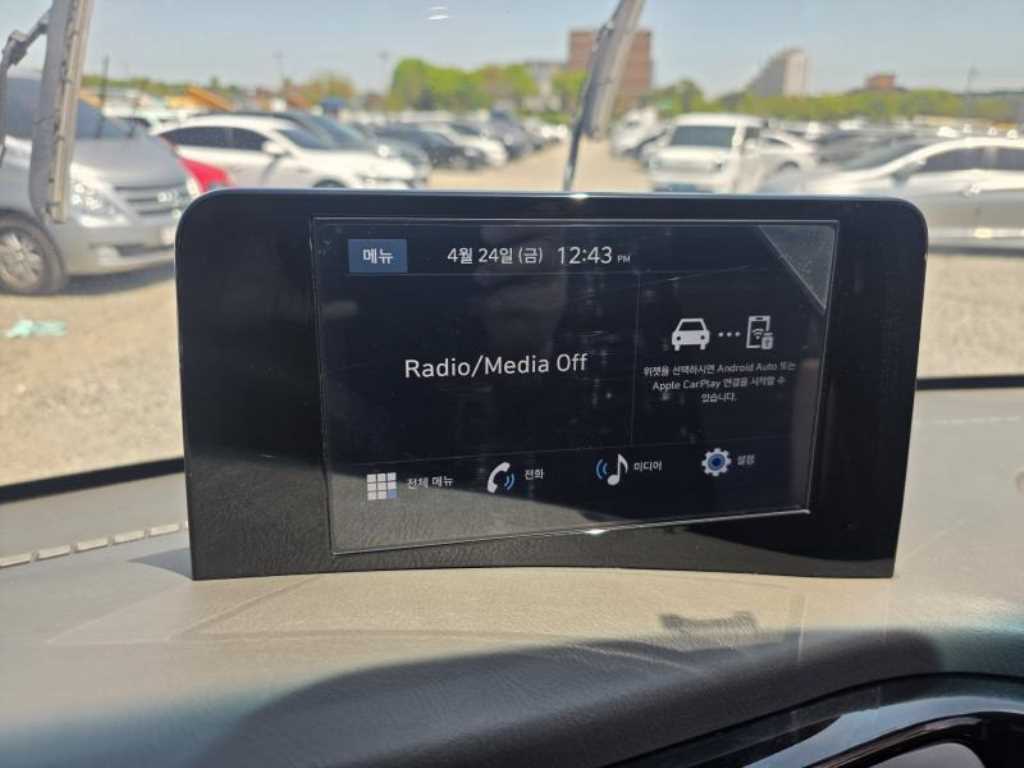 메뉴 4월 24일 (금) 12:43 PM
Radio/Media Off
위젯을 선택하시면 Android Auto 또는
Apple CarPlay 연결을 시작할 수
있습니다.
전체 메뉴 전화 미디어 설정